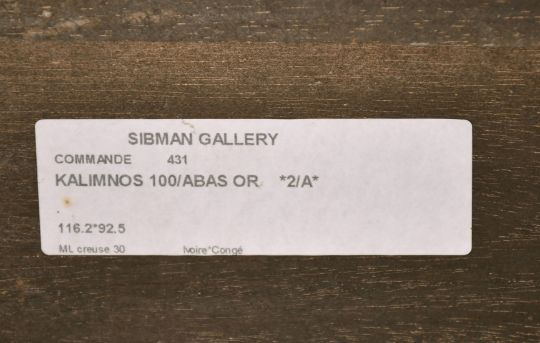 SIBMAN GALLERY
COMMANDE 431
KALIMNOS 100/ABAS OR *2/A*
116.2*92.5
ML creuse 30 Ivoire*Congé